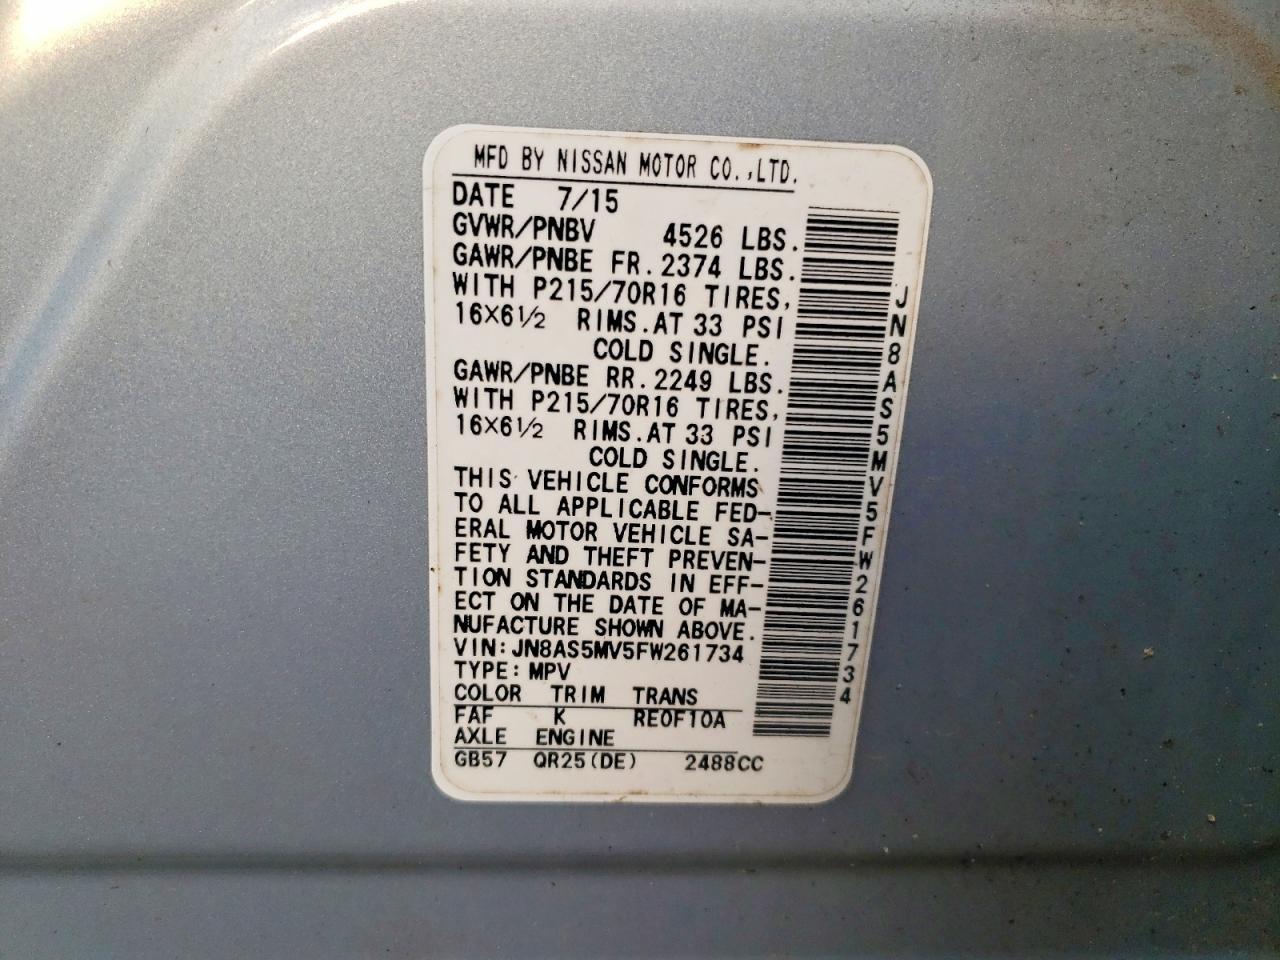 MFD BY NISSAN MOTOR CO.,LTD.
DATE 7/15
GVWR/PNBV 4526 LBS.
GAWR/PNBE FR.2374 LBS.
WITH P215/70R16 TIRES,
16X6½ RIMS.AT 33 PSI
COLD SINGLE.
GAWR/PNBE RR.2249 LBS.
WITH P215/70R16 TIRES,
16X6½ RIMS.AT 33 PSI
COLD SINGLE.
THIS VEHICLE CONFORMS
TO ALL APPLICABLE FED-
ERAL MOTOR VEHICLE SA-
FETY AND THEFT PREVEN-
TION STANDARDS IN EFF-
ECT ON THE DATE OF MA-
NUFACTURE SHOWN ABOVE.
VIN:JN8AS5MV5FW261734
TYPE:MPV
COLOR TRIM TRANS
FAF K RE0F10A
AXLE ENGINE
GB57 QR25(DE) 2488CC
JN8AS5MV5FW261734